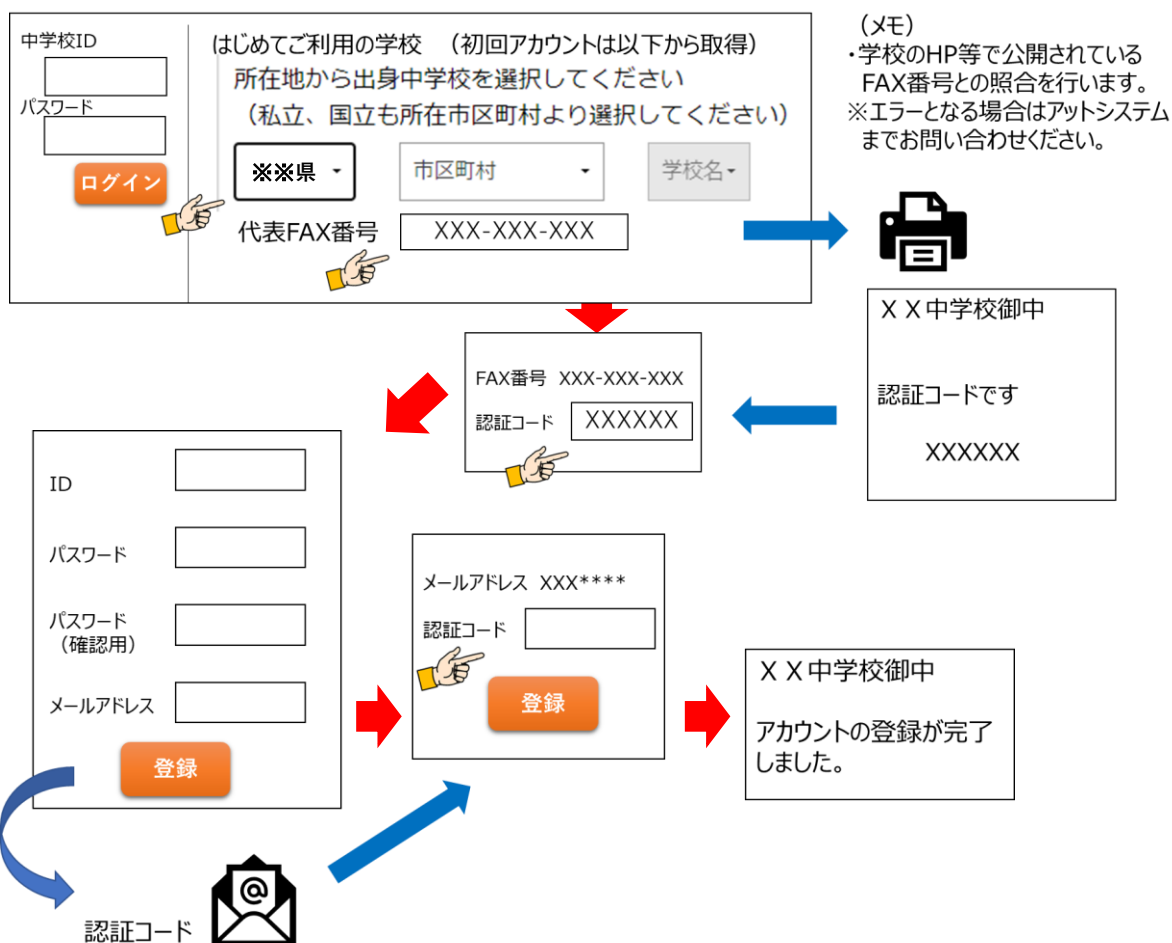 中学校ID
パスワード
ログイン
はじめてご利用の学校　（初回アカウントは以下から取得）
所在地から出身中学校を選択してください
（私立、国立も所在市区町村より選択してください）
※※県
市区町村
学校名
代表FAX番号
XXX-XXX-XXX
（メモ）
・学校のHP等で公開されている
FAX番号との照合を行います。
※エラーとなる場合はアットシステム
までお問い合わせください。
ＸＸ中学校御中
認証コードです
XXXXXX
FAX番号 XXX-XXX-XXX
認証コード XXXXXX
ID
パスワード
パスワード
（確認用）
メールアドレス
登録
認証コード
@
メールアドレス XXX****
認証コード
登録
ＸＸ中学校御中
アカウントの登録が完了
しました。